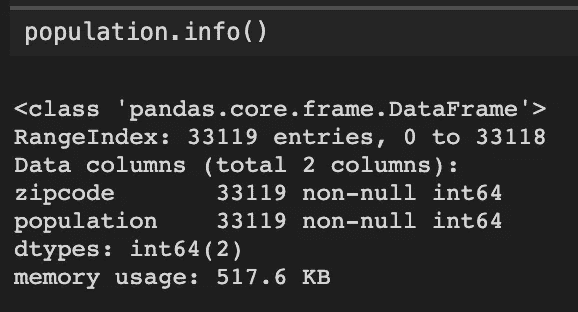 population.info()
<class 'pandas.core.frame.DataFrame'>
RangeIndex: 33119 entries, 0 to 33118
Data columns (total 2 columns):
zipcode       33119 non-null int64
population    33119 non-null int64
dtypes: int64(2)
memory usage: 517.6 KB